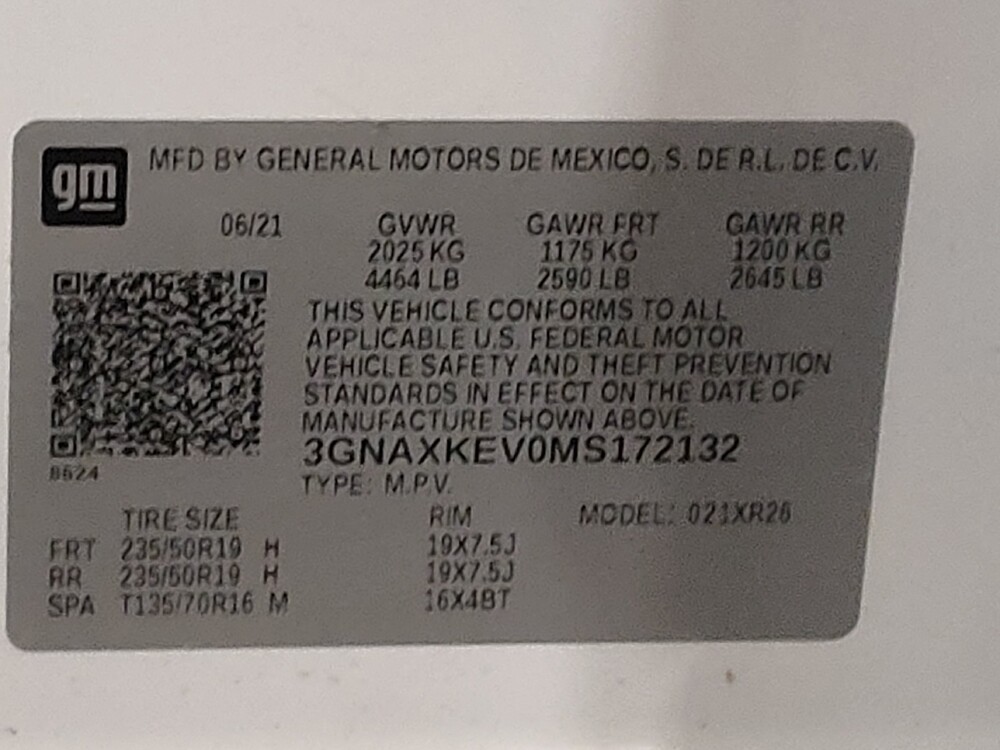 gm
MFD BY GENERAL MOTORS DE MEXICO, S. DE R.L. DE C.V.
06/21 GVWR GAWR FRT GAWR RR
2025 KG 1175 KG 1200 KG
4464 LB 2590 LB 2645 LB
THIS VEHICLE CONFORMS TO ALL
APPLICABLE U.S. FEDERAL MOTOR
VEHICLE SAFETY AND THEFT PREVENTION
STANDARDS IN EFFECT ON THE DATE OF
MANUFACTURE SHOWN ABOVE.
3GNAXKEV0MS172132
8624
TYPE: M.P.V.
TIRE SIZE RIM MODEL: 021XR26
FRT 235/50R19 H 19X7.5J
RR 235/50R19 H 19X7.5J
SPA T135/70R16 M 16X4BT